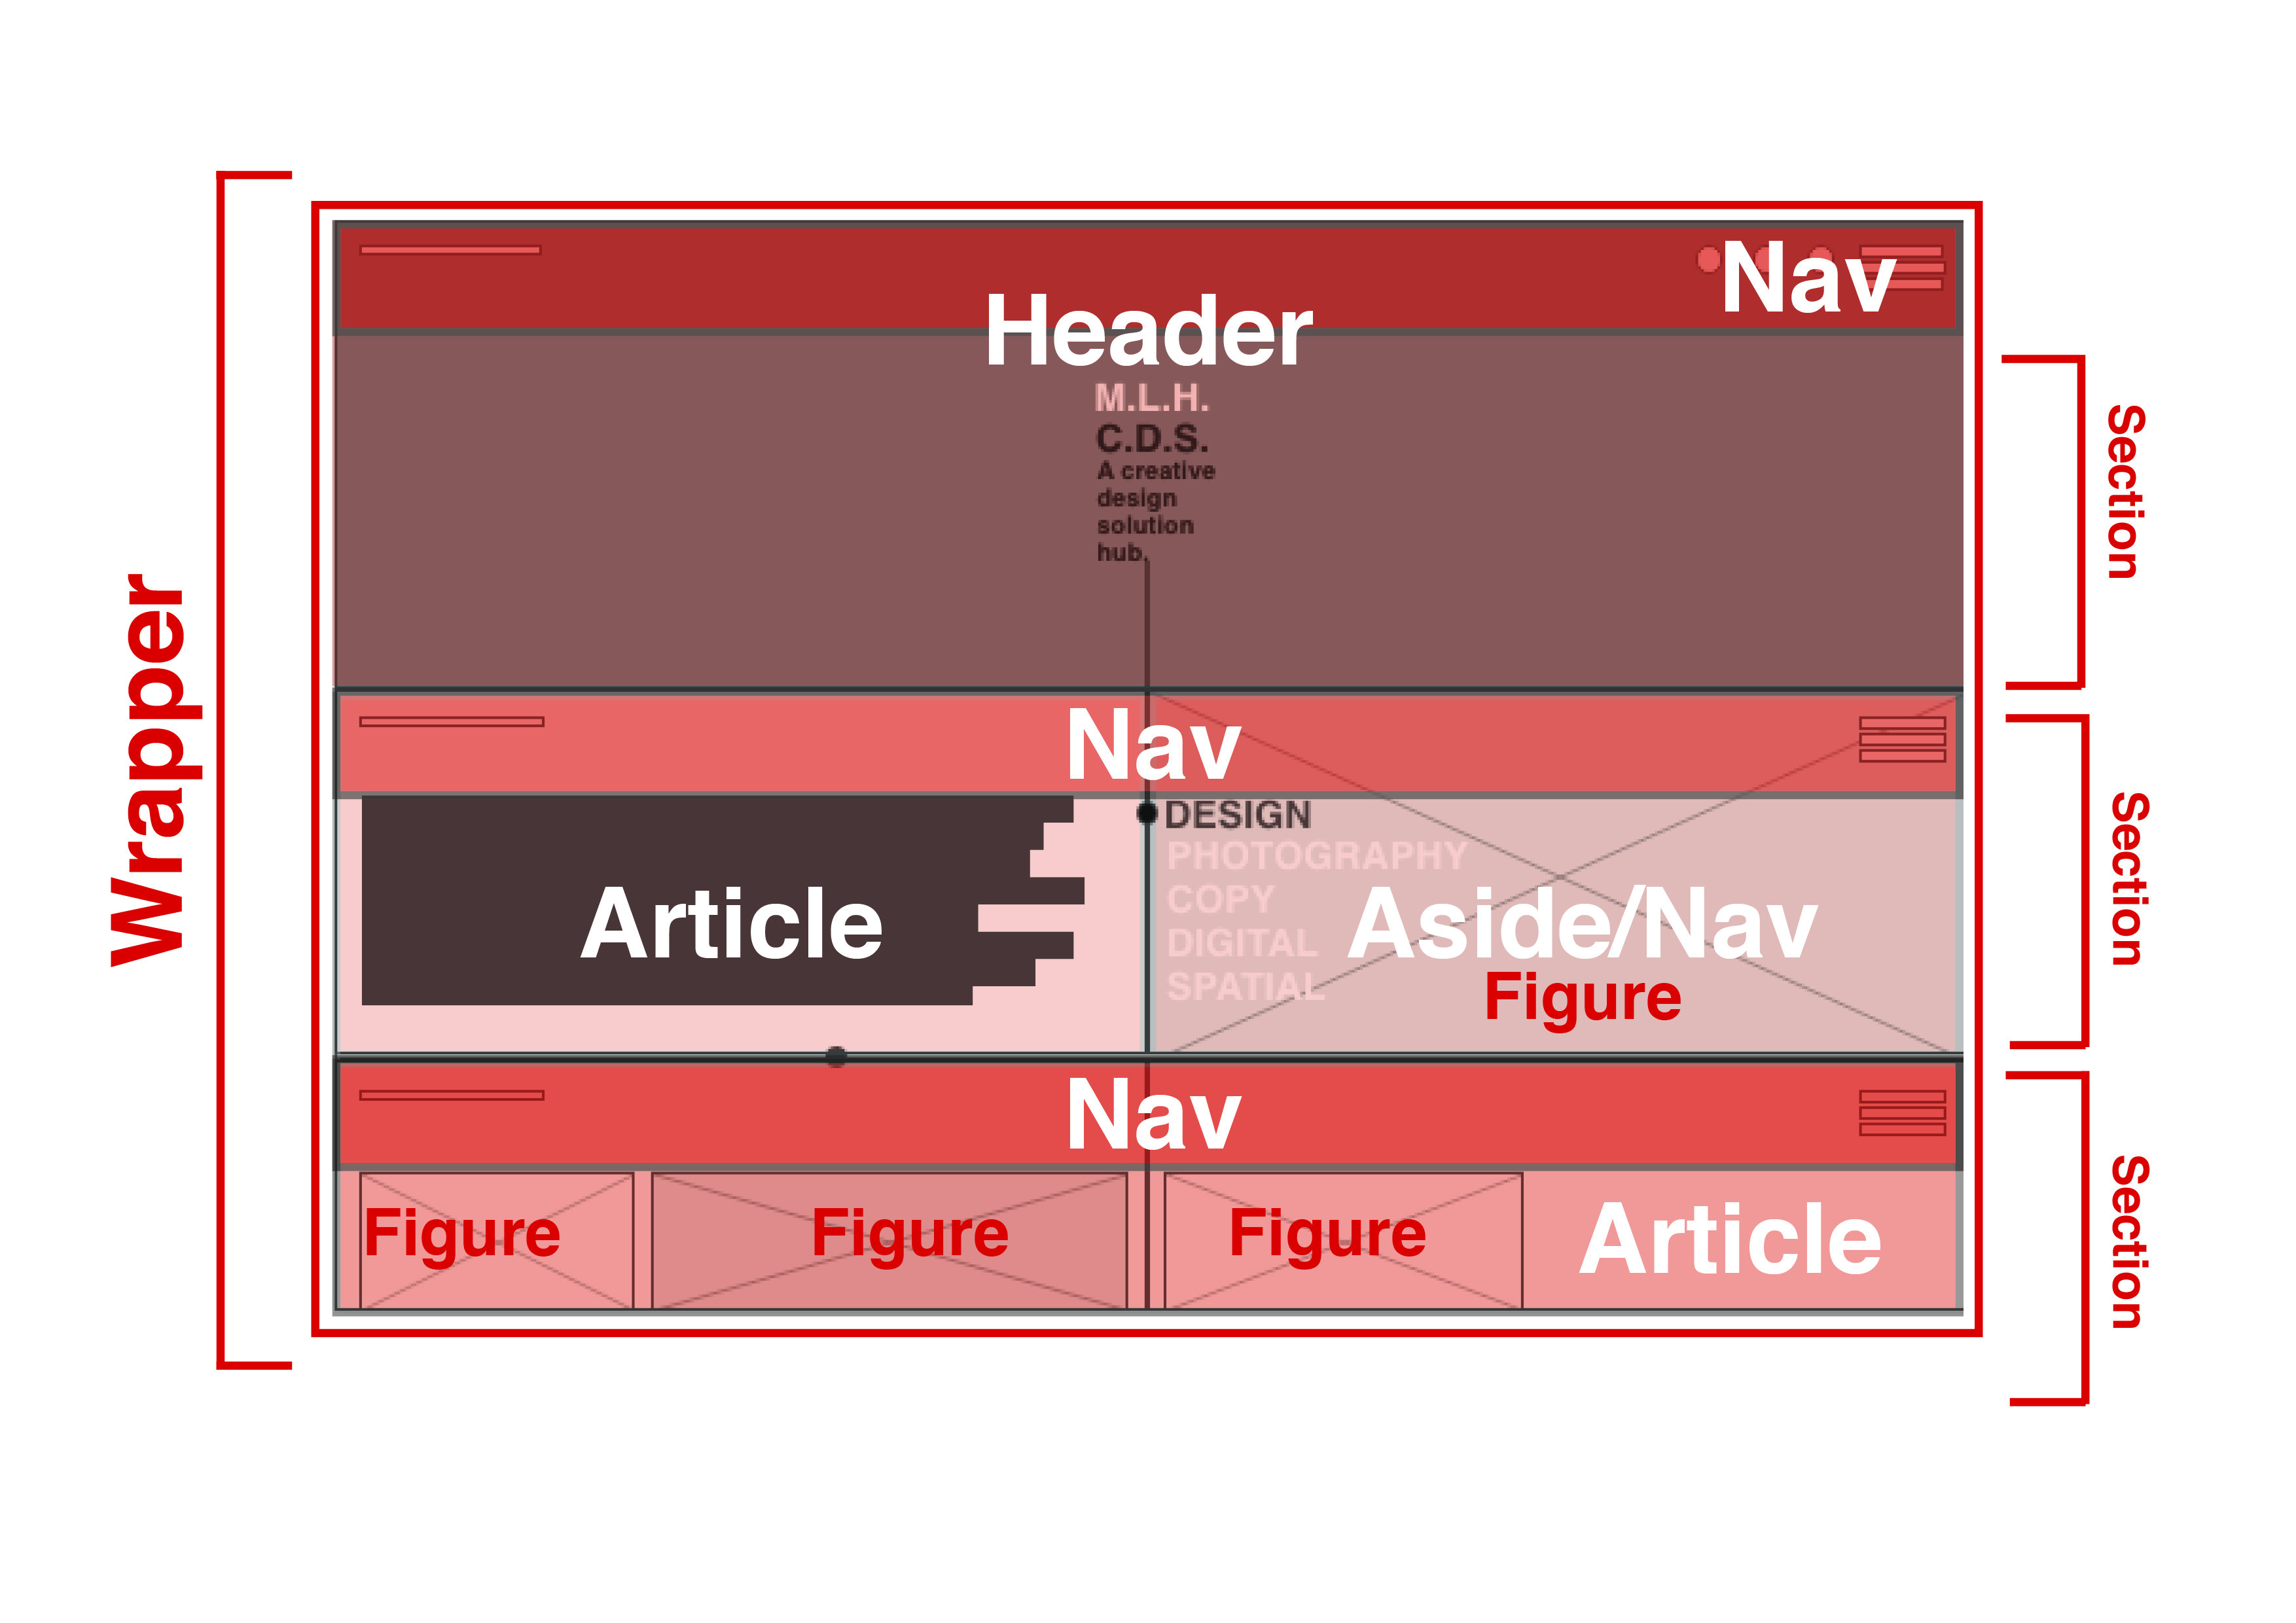 Wrapper
Nav
Header
M.L.H.
C.D.S.
A creative
design
solution
hub.
Section
Nav
DESIGN
PHOTOGRAPHY
COPY
DIGITAL
SPATIAL
Article
Aside/Nav
Figure
Section
Nav
Figure
Figure
Figure
Article
Section